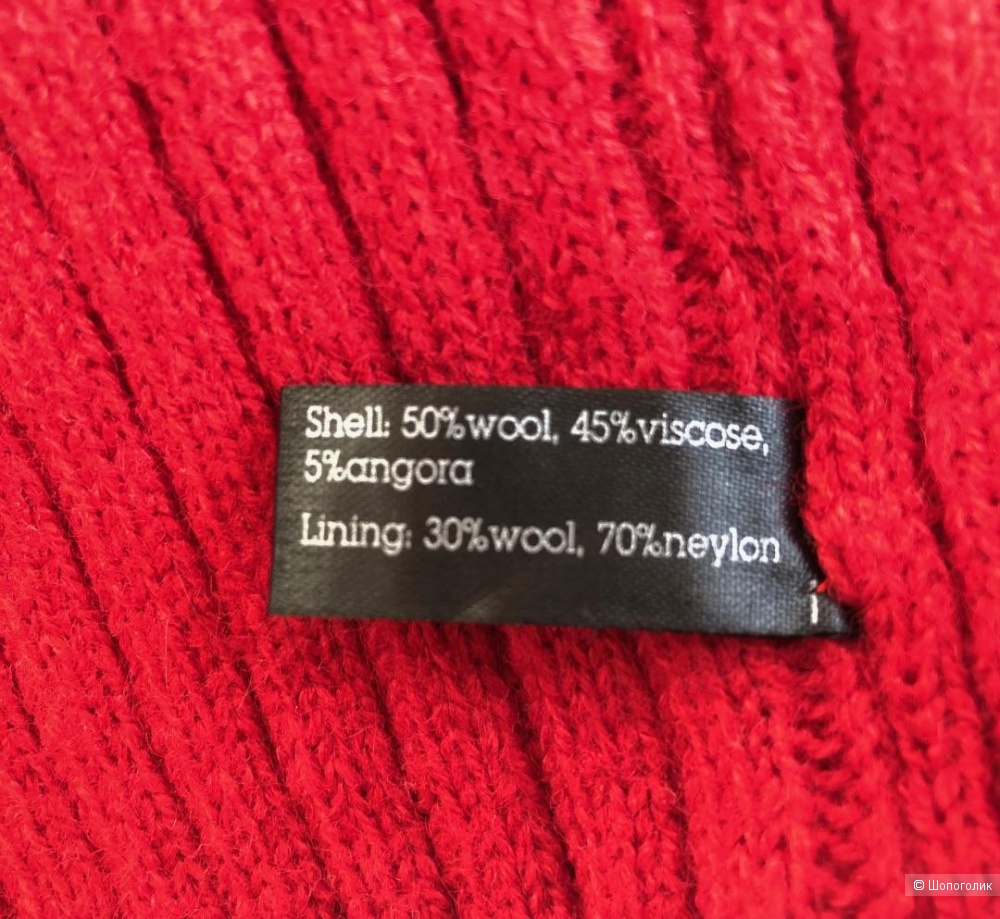 Shell: 50%wool, 45%viscose,
5%angora
Lining: 30%wool, 70%neylon
© Шопоголик